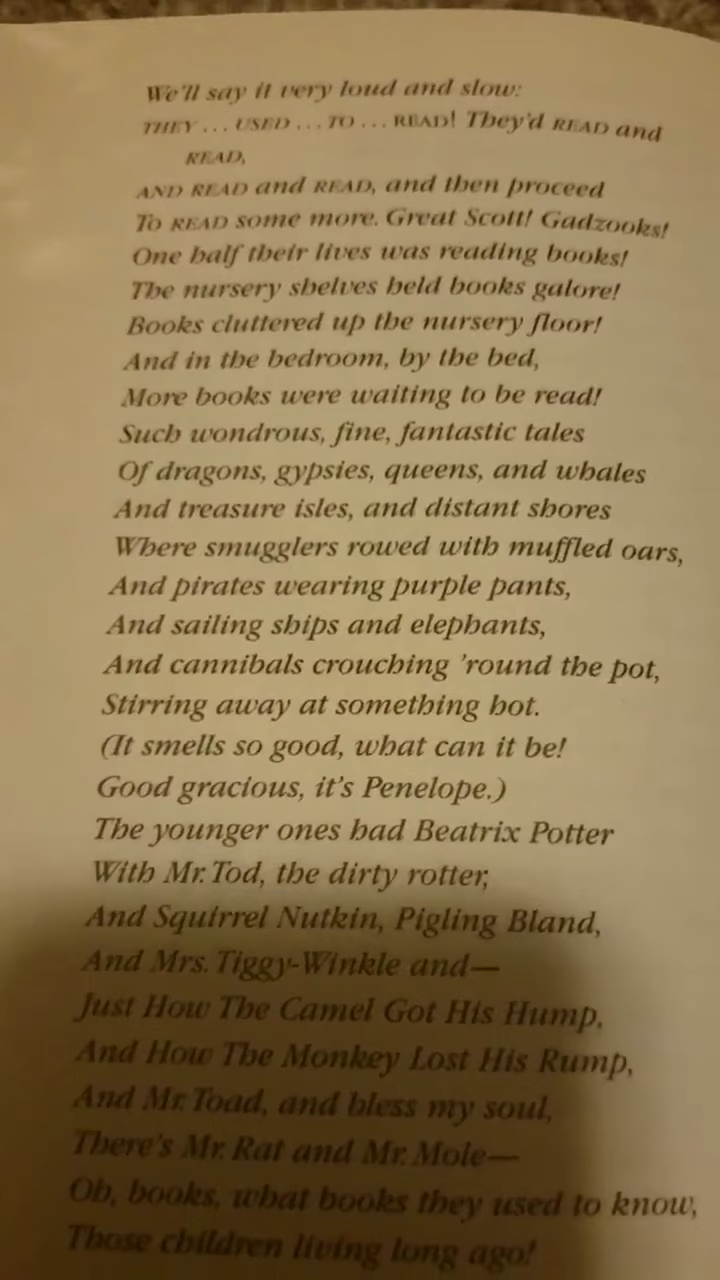 We'll say it very loud and slow:
THEY ... USED ... TO ... READ! They'd READ and
READ,
AND READ and READ, and then proceed
To READ some more. Great Scott! Gadzooks!
One half their lives was reading books!
The nursery shelves held books galore!
Books cluttered up the nursery floor!
And in the bedroom, by the bed,
More books were waiting to be read!
Such wondrous, fine, fantastic tales
Of dragons, gypsies, queens, and whales
And treasure isles, and distant shores
Where smugglers rowed with muffled oars,
And pirates wearing purple pants,
And sailing ships and elephants,
And cannibals crouching 'round the pot,
Stirring away at something hot.
(It smells so good, what can it be!
Good gracious, it's Penelope.)
The younger ones had Beatrix Potter
With Mr. Tod, the dirty rotter,
And Squirrel Nutkin, Pigling Bland,
And Mrs. Tiggy-Winkle and—
Just How The Camel Got His Hump,
And How The Monkey Lost His Rump,
And Mr. Toad, and bless my soul,
There's Mr. Rat and Mr. Mole—
Oh, books, what books they used to know,
Those children living long ago!